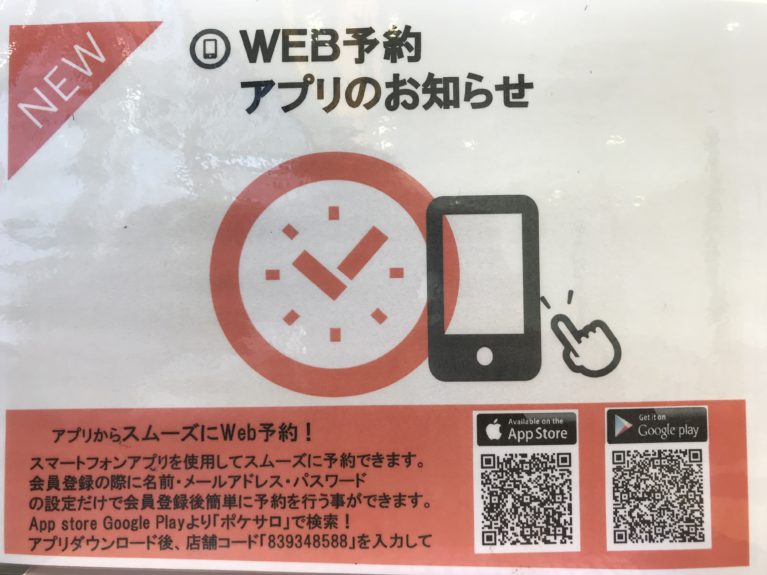 NEW
WEB予約
アプリのお知らせ
アプリからスムーズにWeb予約！
スマートフォンアプリを使用してスムーズに予約できます。
会員登録の際に名前・メールアドレス・パスワード
の設定だけで会員登録後簡単に予約を行う事ができます。
App store Google Playより「ポケサロ」で検索！
アプリダウンロード後、店舗コード「839348588」を入力して
Available on the
App Store
Get it on
Google play